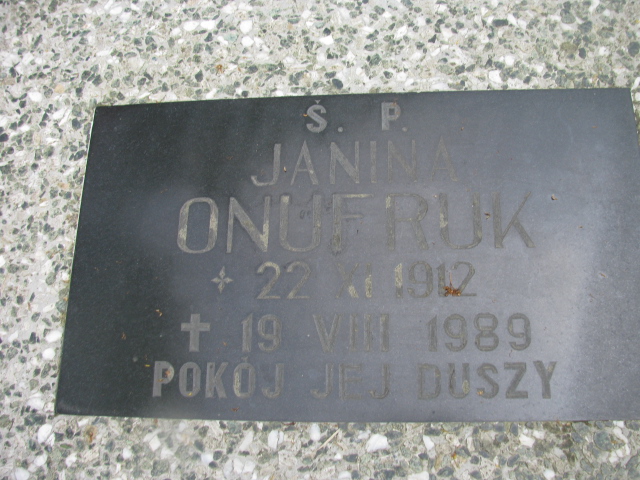 Ś. P.
JANINA
ONUFRUK
22 XI 1912
✝ 19 VIII 1989
POKÓJ JEJ DUSZY